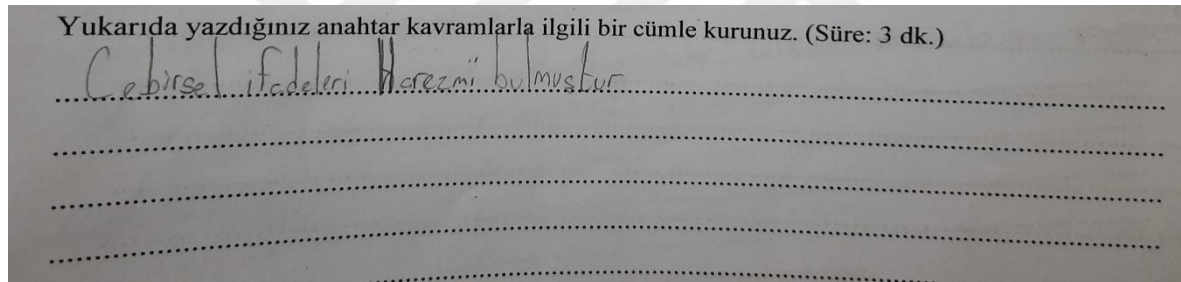 Yukarıda yazdığınız anahtar kavramlarla ilgili bir cümle kurunuz. (Süre: 3 dk.)
Cebirsel ifadeleri Harezmi bulmuştur